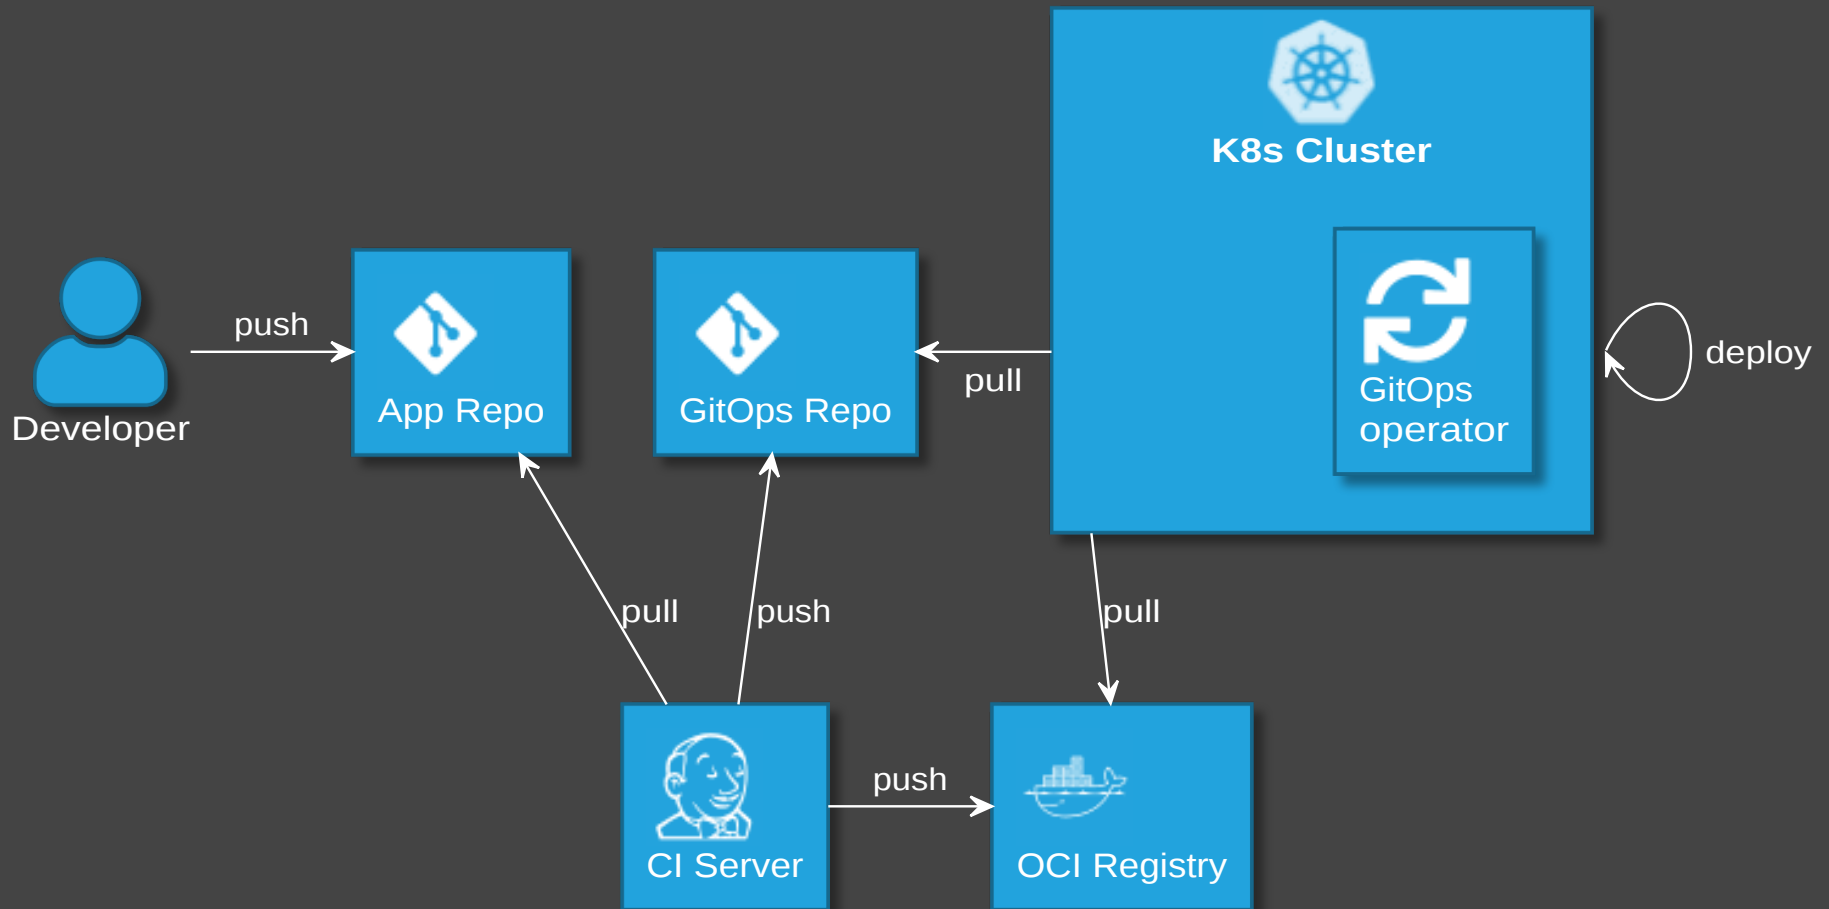 K8s Cluster
Developer
push
App Repo
GitOps Repo
pull
GitOps
operator
deploy
pull
push
pull
CI Server
push
OCI Registry